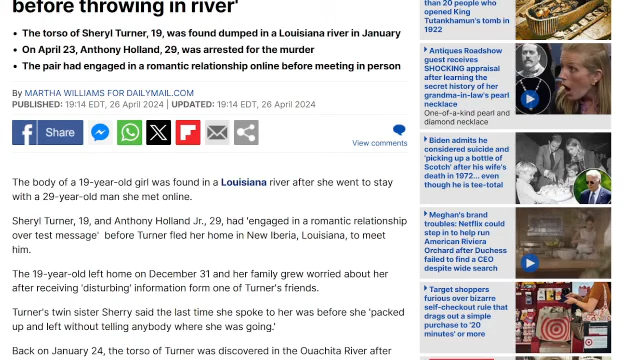 before throwing in river'
The torso of Sheryl Turner, 19, was found dumped in a Louisiana river in January
On April 23, Anthony Holland, 29, was arrested for the murder
The pair had engaged in a romantic relationship online before meeting in person
By MARTHA WILLIAMS FOR DAILYMAIL.COM
PUBLISHED: 19:14 EDT, 26 April 2024 | UPDATED: 19:14 EDT, 26 April 2024
f Share
X
View comments
The body of a 19-year-old girl was found in a Louisiana river after she went to stay
with a 29-year-old man she met online.
Sheryl Turner, 19, and Anthony Holland Jr., 29, had 'engaged in a romantic relationship
over text message'  before Turner fled her home in New Iberia, Louisiana, to meet
him.
The 19-year-old left home on December 31 and her family grew worried about her
after receiving 'disturbing' information form one of Turner's friends.
Turner's twin sister Sherry said the last time she spoke to her was before she 'packed
up and left without telling anybody where she was going.'
Back on January 24, the torso of Turner was discovered in the Ouachita River after
than 20 people who
opened King
Tutankhamun's tomb in
1922
Antiques Roadshow
guest receives
SHOCKING appraisal
after learning the
secret history of her
grandma-in-law's pearl
necklace
One-of-a-kind pearl and
diamond necklace
Biden admits he
considered suicide and
'picking up a bottle of
Scotch' after his wife's
death in 1972... even
though he is tee-total
Meghan's brand
troubles: Netflix could
step in to help run
American Riviera
Orchard after Duchess
failed to find a CEO
despite wide search
Target shoppers
furious over bizarre
self-checkout rule that
drags out a simple
purchase to '20
minutes' or more